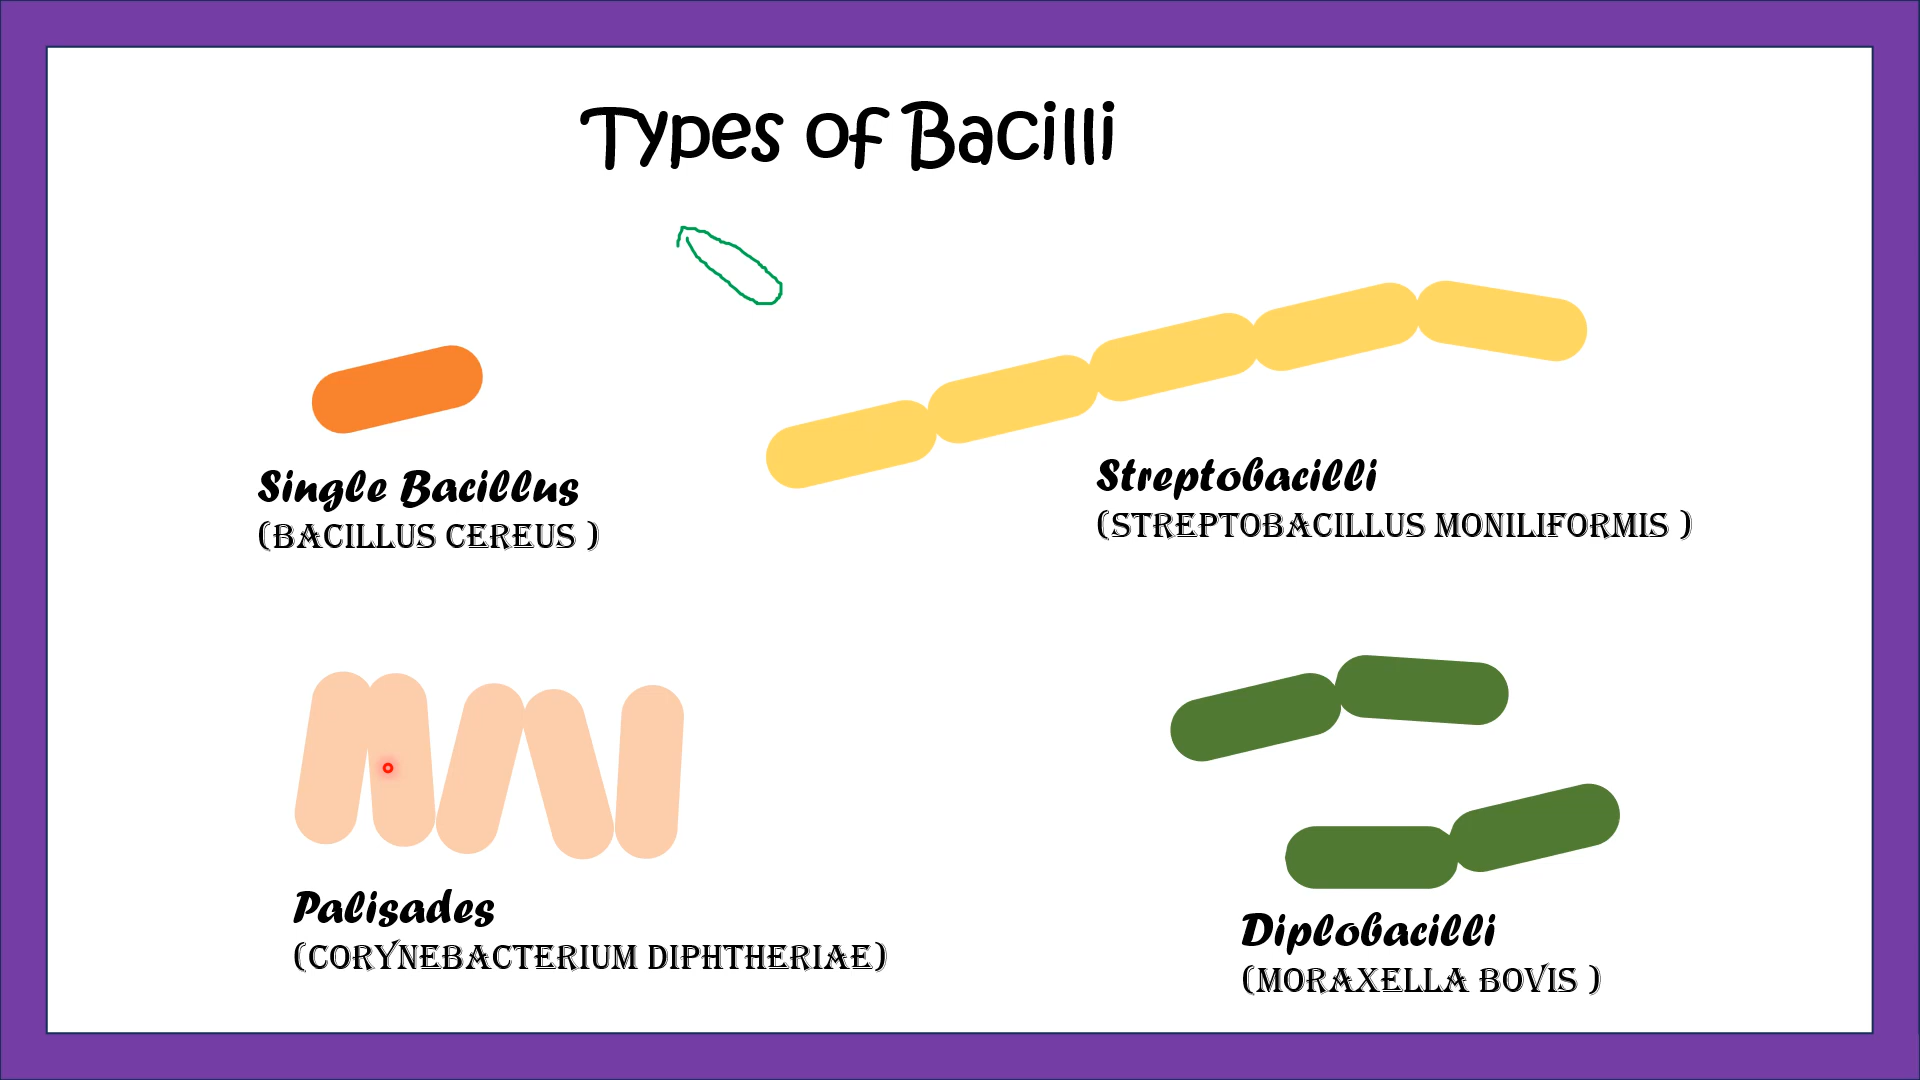 Types of Bacilli
Single Bacillus
(BACILLUS CEREUS )
Streptobacilli
(STREPTOBACILLUS MONILIFORMIS )
Palisades
(CORYNEBACTERIUM DIPHTHERIAE)
Diplobacilli
(MORAXELLA BOVIS )